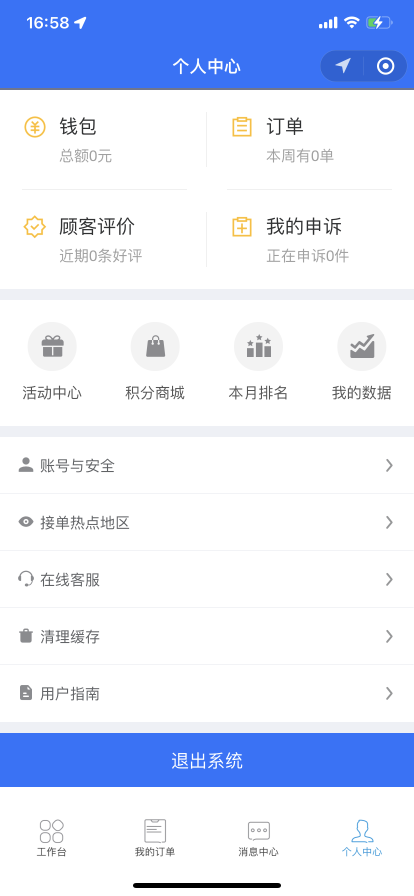 16:58
个人中心
钱包
总额0元
订单
本周有0单
顾客评价
近期0条好评
我的申诉
正在申诉0件
活动中心
积分商城
本月排名
我的数据
账号与安全
接单热点地区
在线客服
清理缓存
用户指南
退出系统
工作台
我的订单
消息中心
个人中心